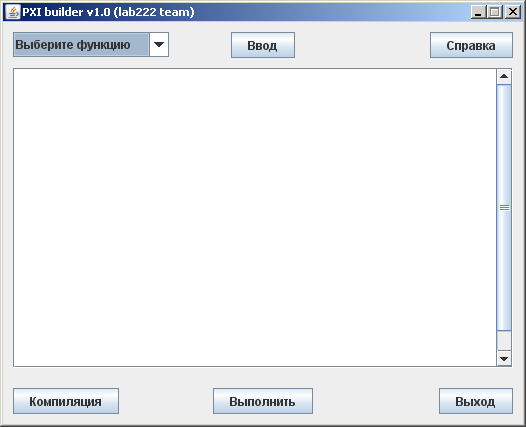 PXI builder v1.0 (lab222 team)
Выберите функцию
Ввод
Справка
Компиляция
Выполнить
Выход